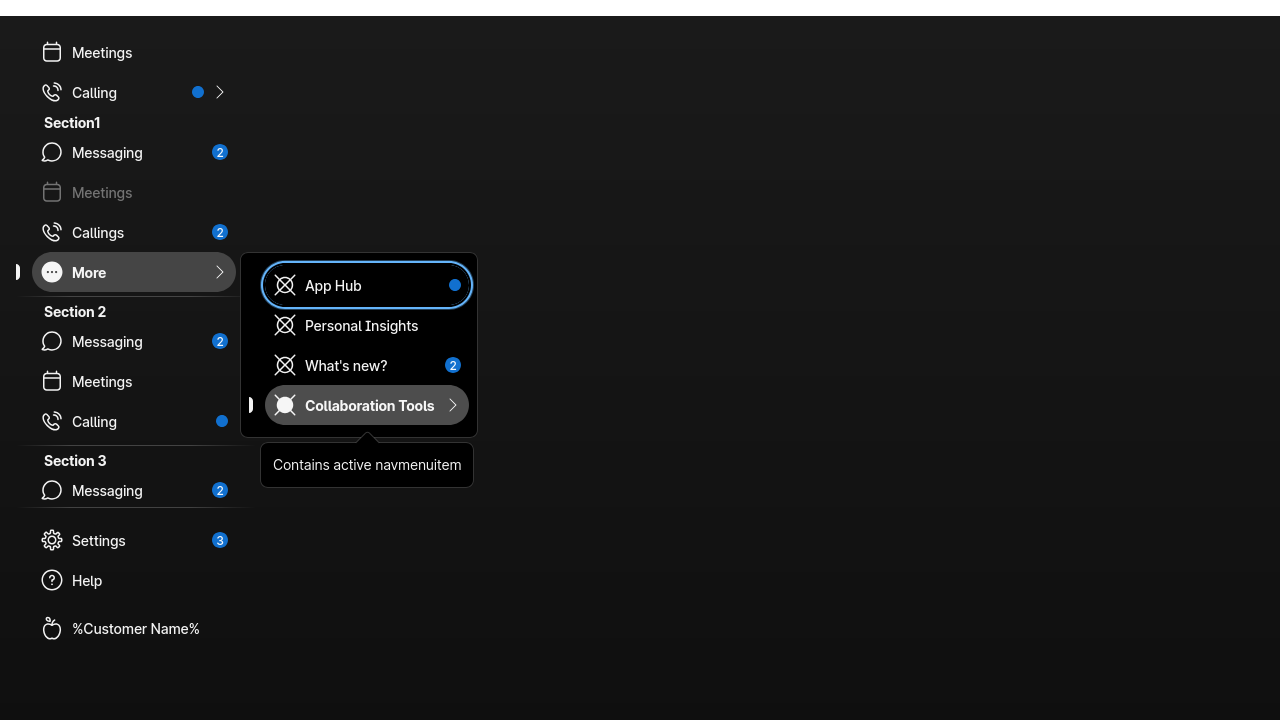 Meetings
Calling
Section1
Messaging 2
Meetings
Callings 2
More
App Hub
Personal Insights
What's new? 2
Collaboration Tools
Contains active navmenuitem
Section 2
Messaging 2
Meetings
Calling
Section 3
Messaging 2
Settings 3
Help
%Customer Name%